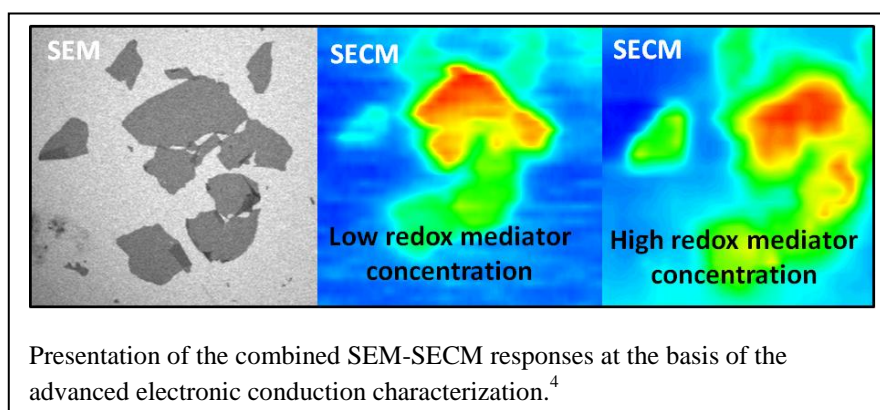 SEM
SECM
SECM
Low redox mediator
concentration
High redox mediator
concentration
Presentation of the combined SEM-SECM responses at the basis of the
advanced electronic conduction characterization.4